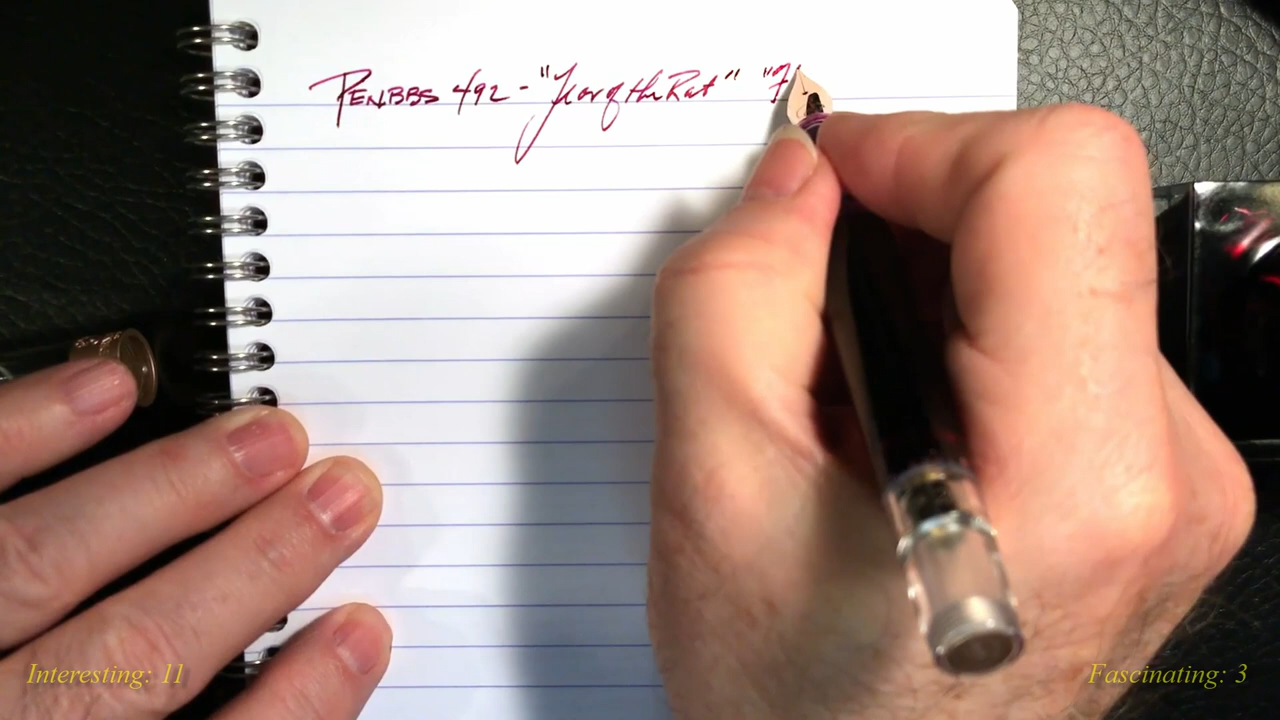 PENBBS 492 - "Year of the Rat" "F
Interesting: 11
Fascinating: 3